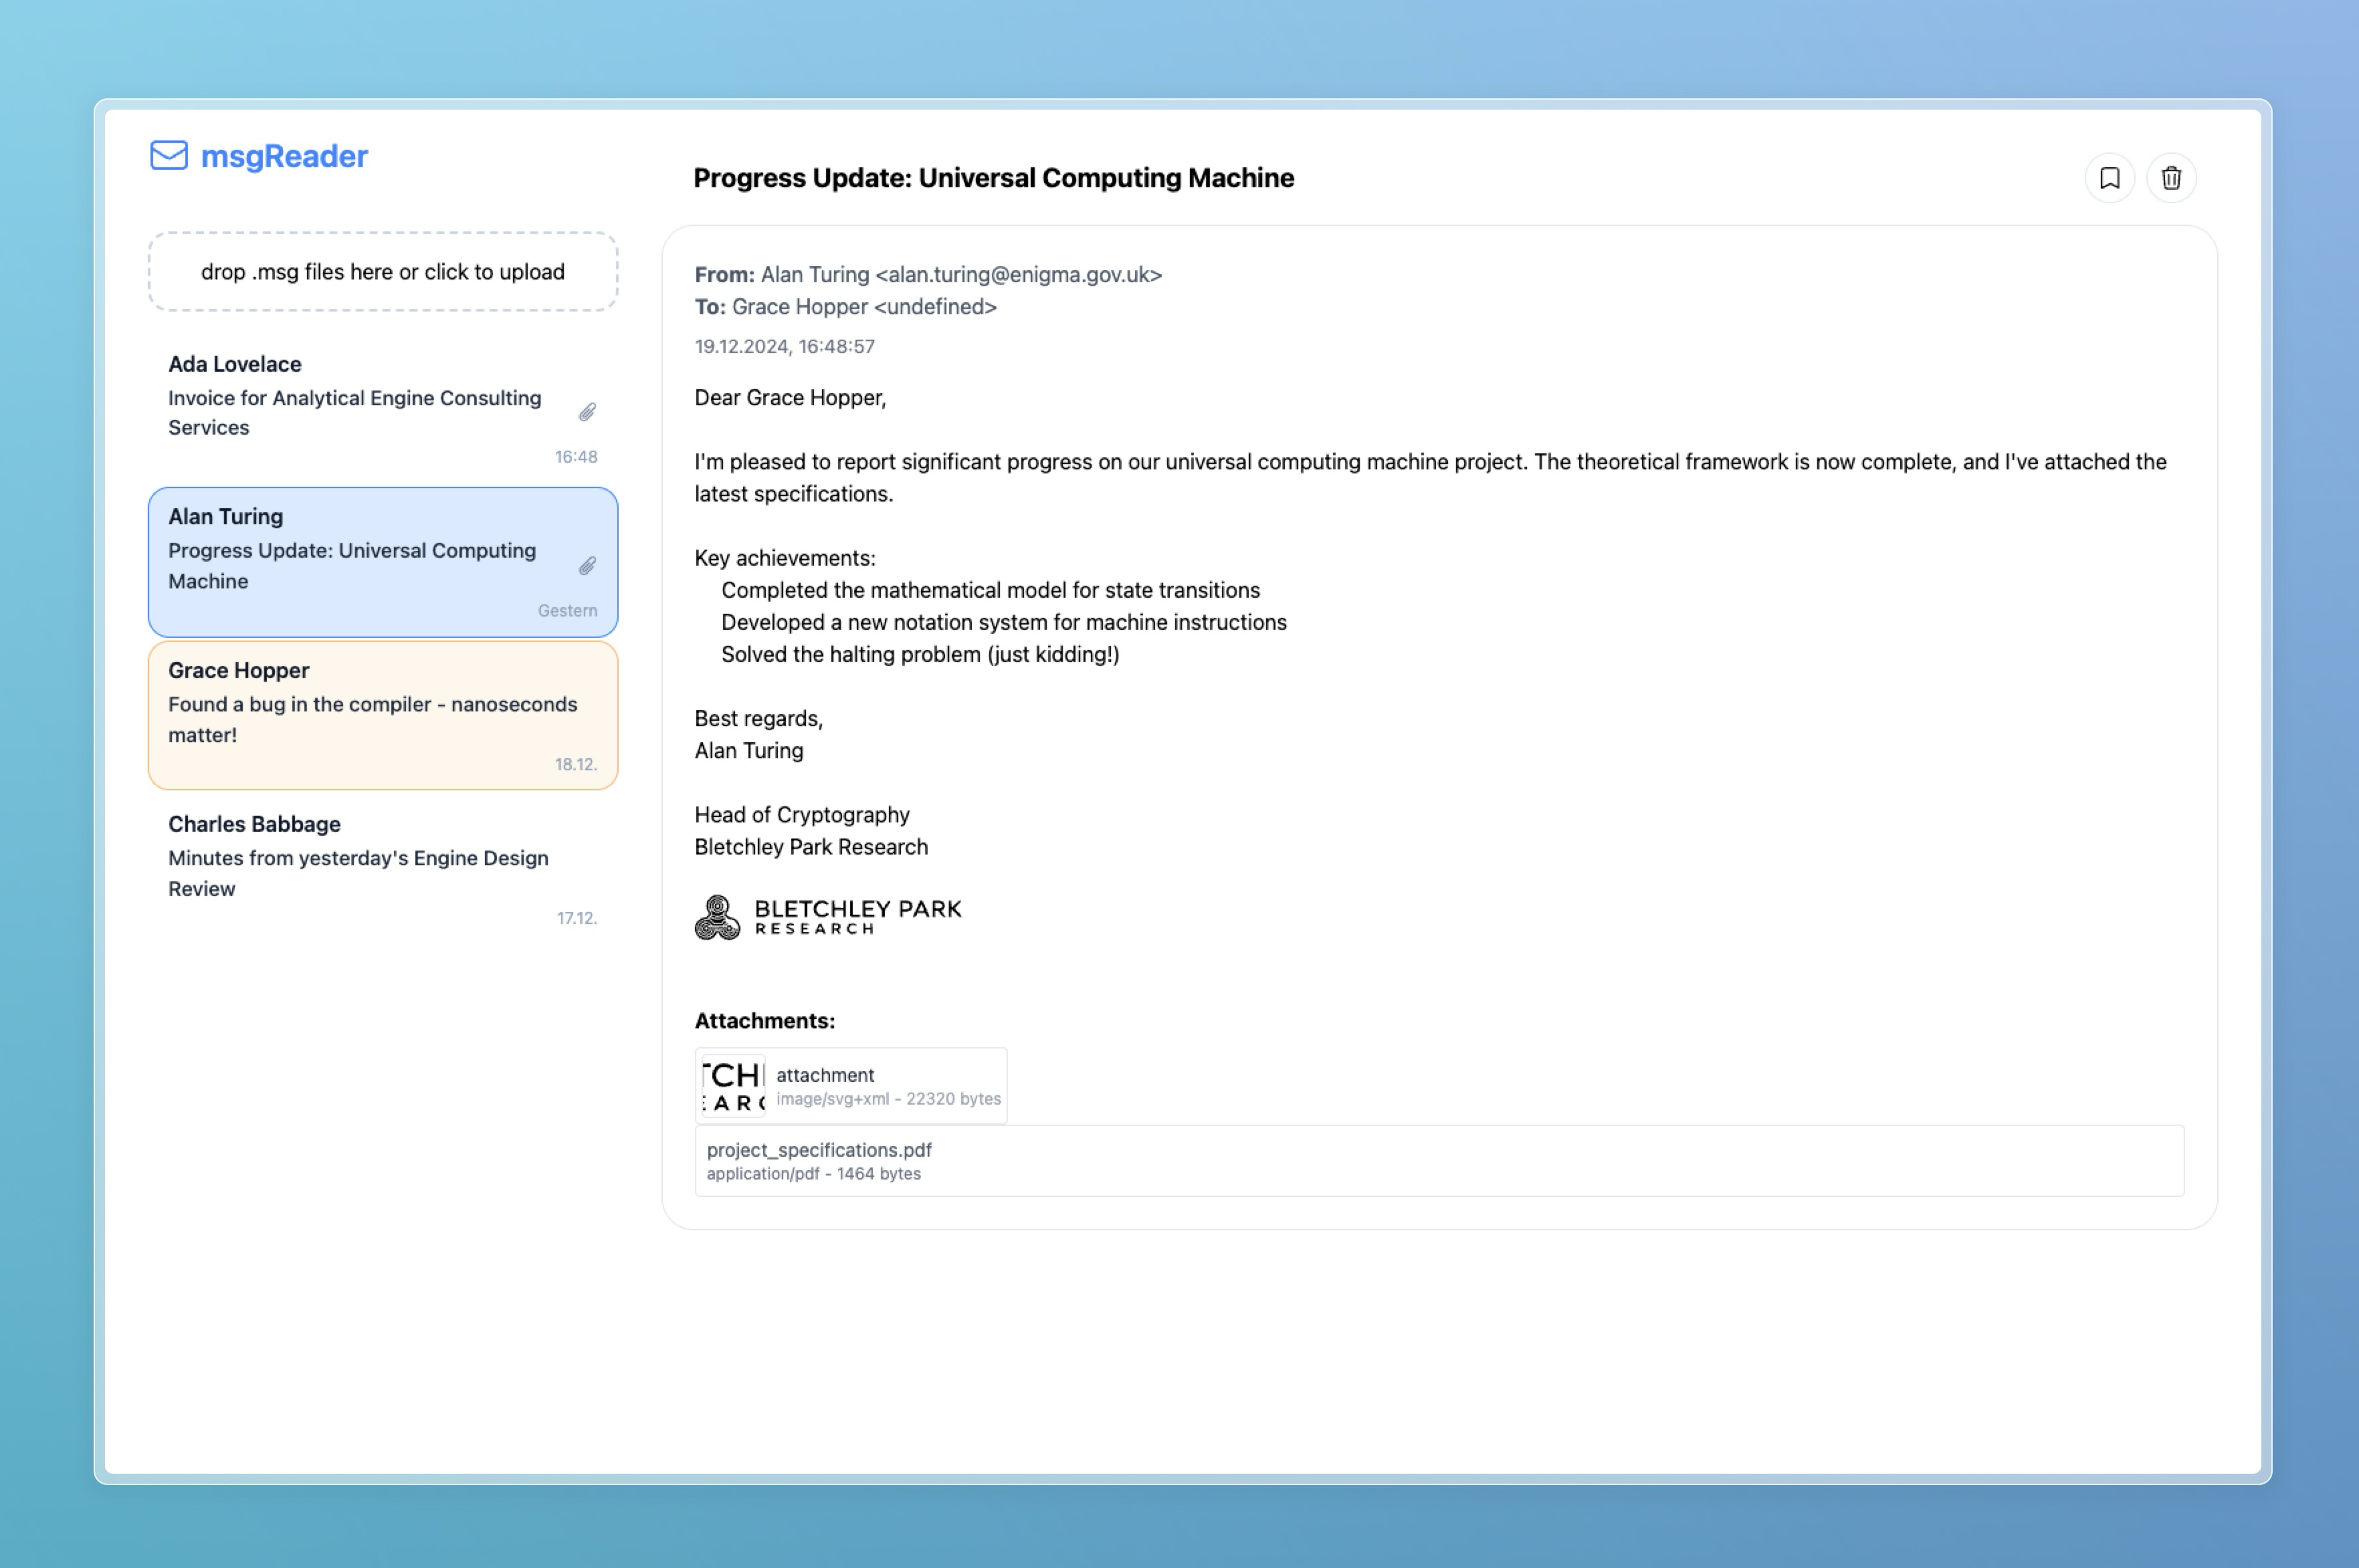 msgReader
drop .msg files here or click to upload
Ada Lovelace
Invoice for Analytical Engine Consulting
Services
16:48
Alan Turing
Progress Update: Universal Computing
Machine
Gestern
Grace Hopper
Found a bug in the compiler - nanoseconds
matter!
18.12.
Charles Babbage
Minutes from yesterday's Engine Design
Review
17.12.
Progress Update: Universal Computing Machine
From: Alan Turing <alan.turing@enigma.gov.uk>
To: Grace Hopper <undefined>
19.12.2024, 16:48:57
Dear Grace Hopper,
I'm pleased to report significant progress on our universal computing machine project. The theoretical framework is now complete, and I've attached the
latest specifications.
Key achievements:
Completed the mathematical model for state transitions
Developed a new notation system for machine instructions
Solved the halting problem (just kidding!)
Best regards,
Alan Turing
Head of Cryptography
Bletchley Park Research
BLETCHLEY PARK
RESEARCH
Attachments:
TCH
EARC
attachment
image/svg+xml - 22320 bytes
project_specifications.pdf
application/pdf - 1464 bytes